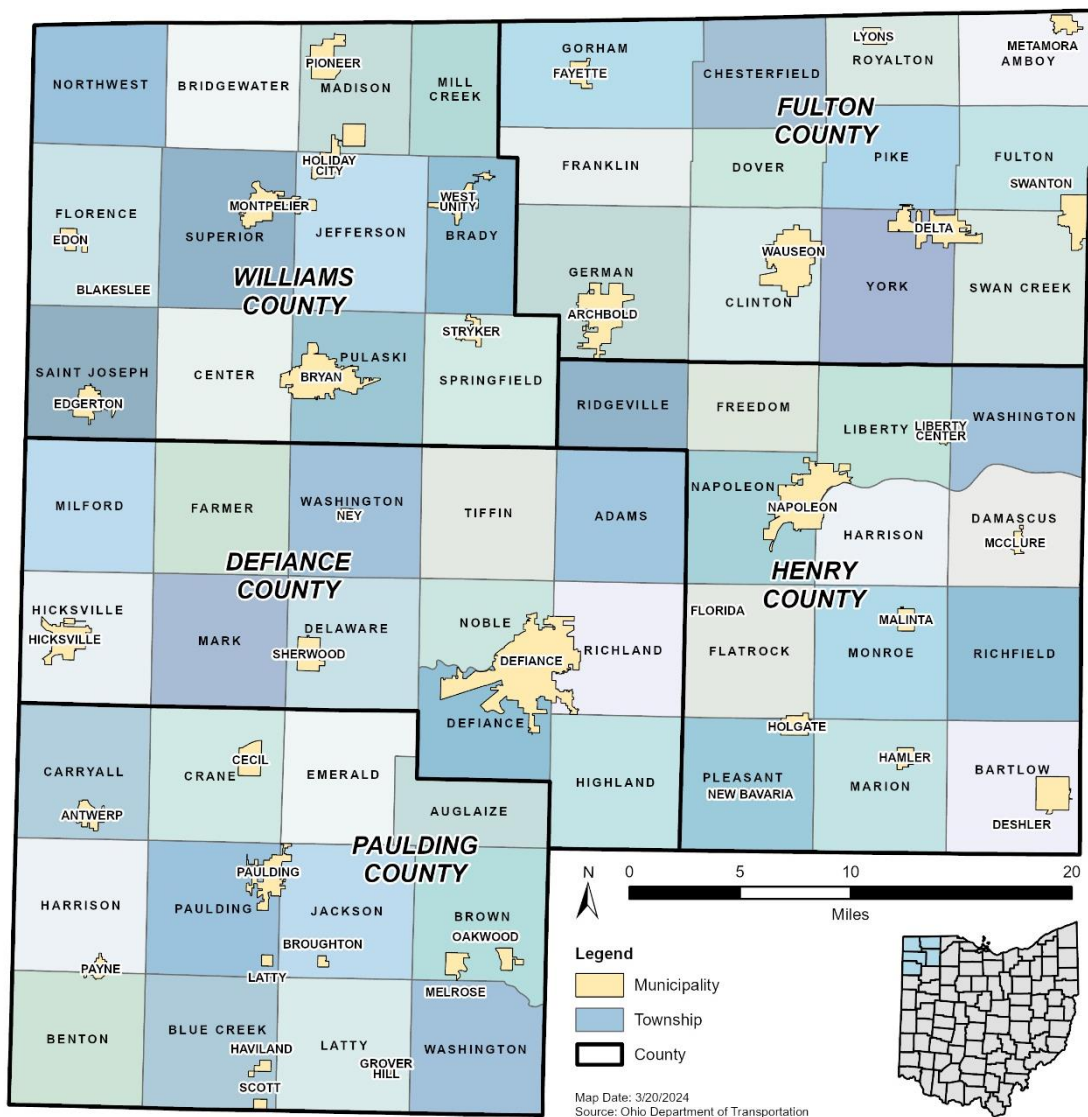 NORTHWEST
BRIDGEWATER
PIONEER
MADISON
MILL
CREEK
HOLIDAY
CITY
FLORENCE
EDON
BLAKESLEE
MONTPELIER
SUPERIOR
JEFFERSON
WEST
UNITY
BRADY
WILLIAMS
COUNTY
SAINT JOSEPH
EDGERTON
CENTER
PULASKI
BRYAN
STRYKER
SPRINGFIELD
GORHAM
FAYETTE
CHESTERFIELD
LYONS
ROYALTON
METAMORA
AMBOY
FULTON
COUNTY
FRANKLIN
DOVER
PIKE
FULTON
SWANTON
GERMAN
ARCHBOLD
WAUSEON
CLINTON
DELTA
YORK
SWAN CREEK
RIDGEVILLE
FREEDOM
LIBERTY
LIBERTY
CENTER
WASHINGTON
NAPOLEON
NAPOLEON
HARRISON
DAMASCUS
MCCLURE
HENRY
COUNTY
FLORIDA
FLATROCK
MALINTA
MONROE
RICHFIELD
HOLGATE
PLEASANT
NEW BAVARIA
HAMLER
MARION
BARTLOW
DESHLER
MILFORD
FARMER
WASHINGTON
NEY
TIFFIN
ADAMS
DEFIANCE
COUNTY
HICKSVILLE
HICKSVILLE
MARK
DELAWARE
SHERWOOD
NOBLE
DEFIANCE
RICHLAND
DEFIANCE
HIGHLAND
CARRYALL
ANTWERP
CRANE
CECIL
EMERALD
AUGLAIZE
PAULDING
COUNTY
HARRISON
PAYNE
PAULDING
PAULDING
LATTY
JACKSON
BROUGHTON
BROWN
OAKWOOD
MELROSE
BENTON
BLUE CREEK
HAVILAND
SCOTT
LATTY
GROVER
HILL
WASHINGTON
N
0 5 10 20
Miles
Legend
Municipality
Township
County
Map Date: 3/20/2024
Source: Ohio Department of Transportation